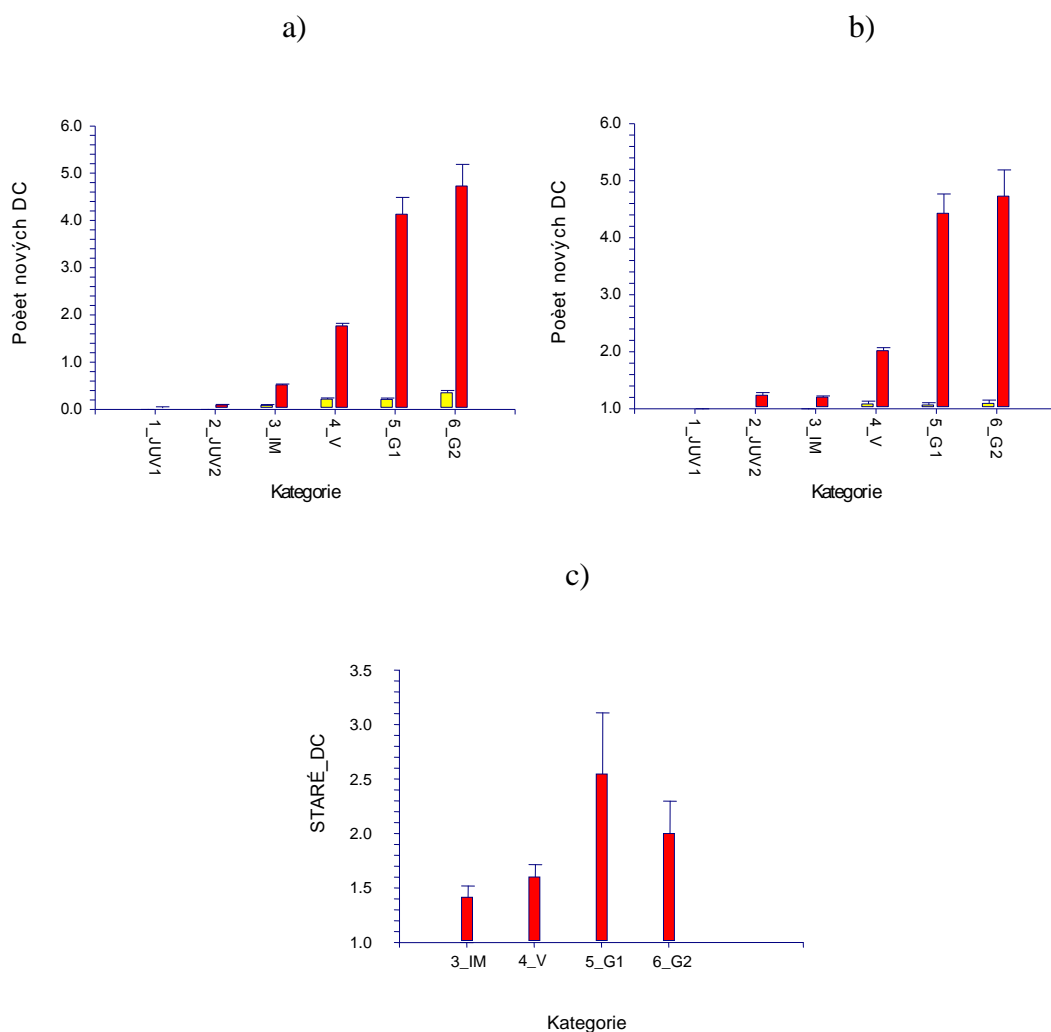 a)
Poèet nových DC
6.0
5.0
4.0
3.0
2.0
1.0
0.0
1_JUV1
2_JUV2
3_IM
4_V
5_G1
6_G2
Kategorie
b)
Poèet nových DC
6.0
5.0
4.0
3.0
2.0
1.0
1_JUV1
2_JUV2
3_IM
4_V
5_G1
6_G2
Kategorie
c)
STARÉ_DC
3.5
3.0
2.5
2.0
1.5
1.0
3_IM
4_V
5_G1
6_G2
Kategorie